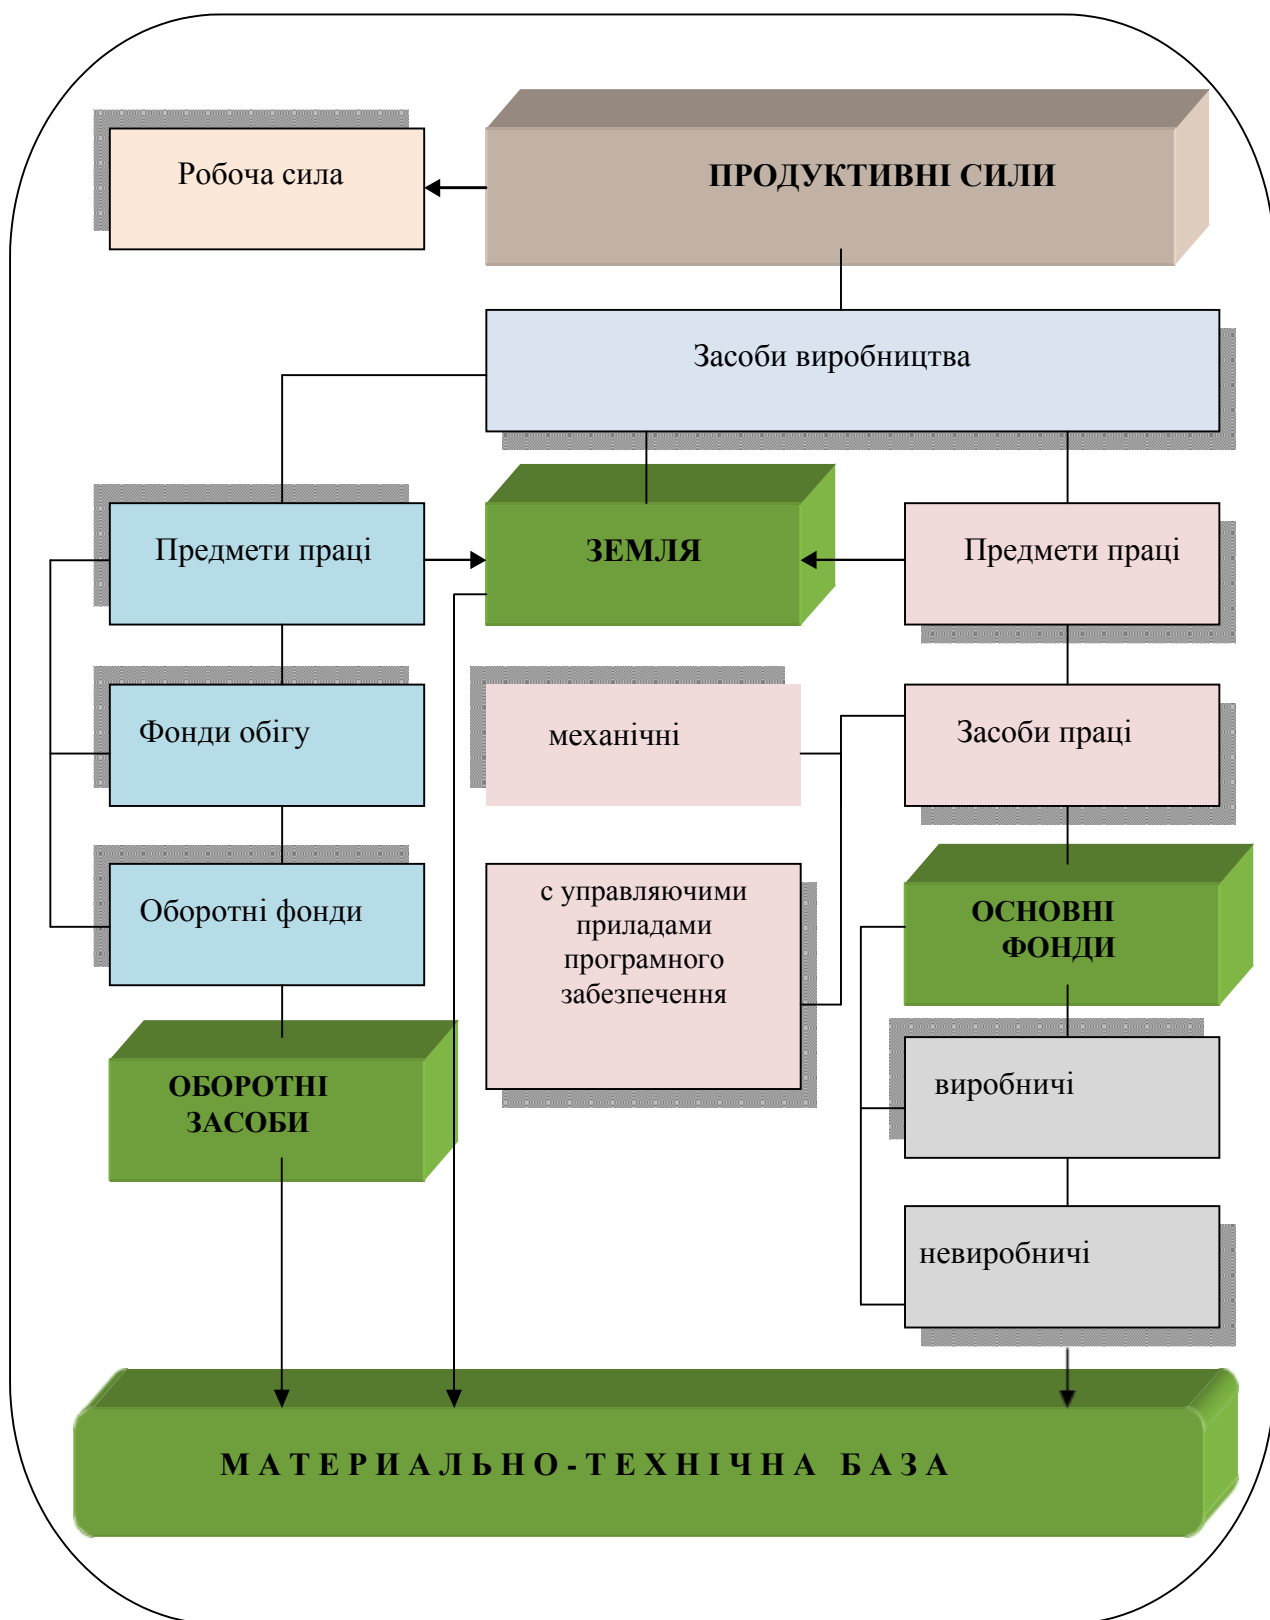 Робоча сила
ПРОДУКТИВНІ СИЛИ
Засоби виробництва
Предмети праці
ЗЕМЛЯ
Предмети праці
Фонди обігу
механічні
Засоби праці
Оборотні фонди
с управляючими
приладами
програмного
забезпечення
ОСНОВНІ
ФОНДИ
ОБОРОТНІ
ЗАСОБИ
виробничі
невиробничі
МАТЕРИАЛЬНО-ТЕХНІЧНА БАЗА